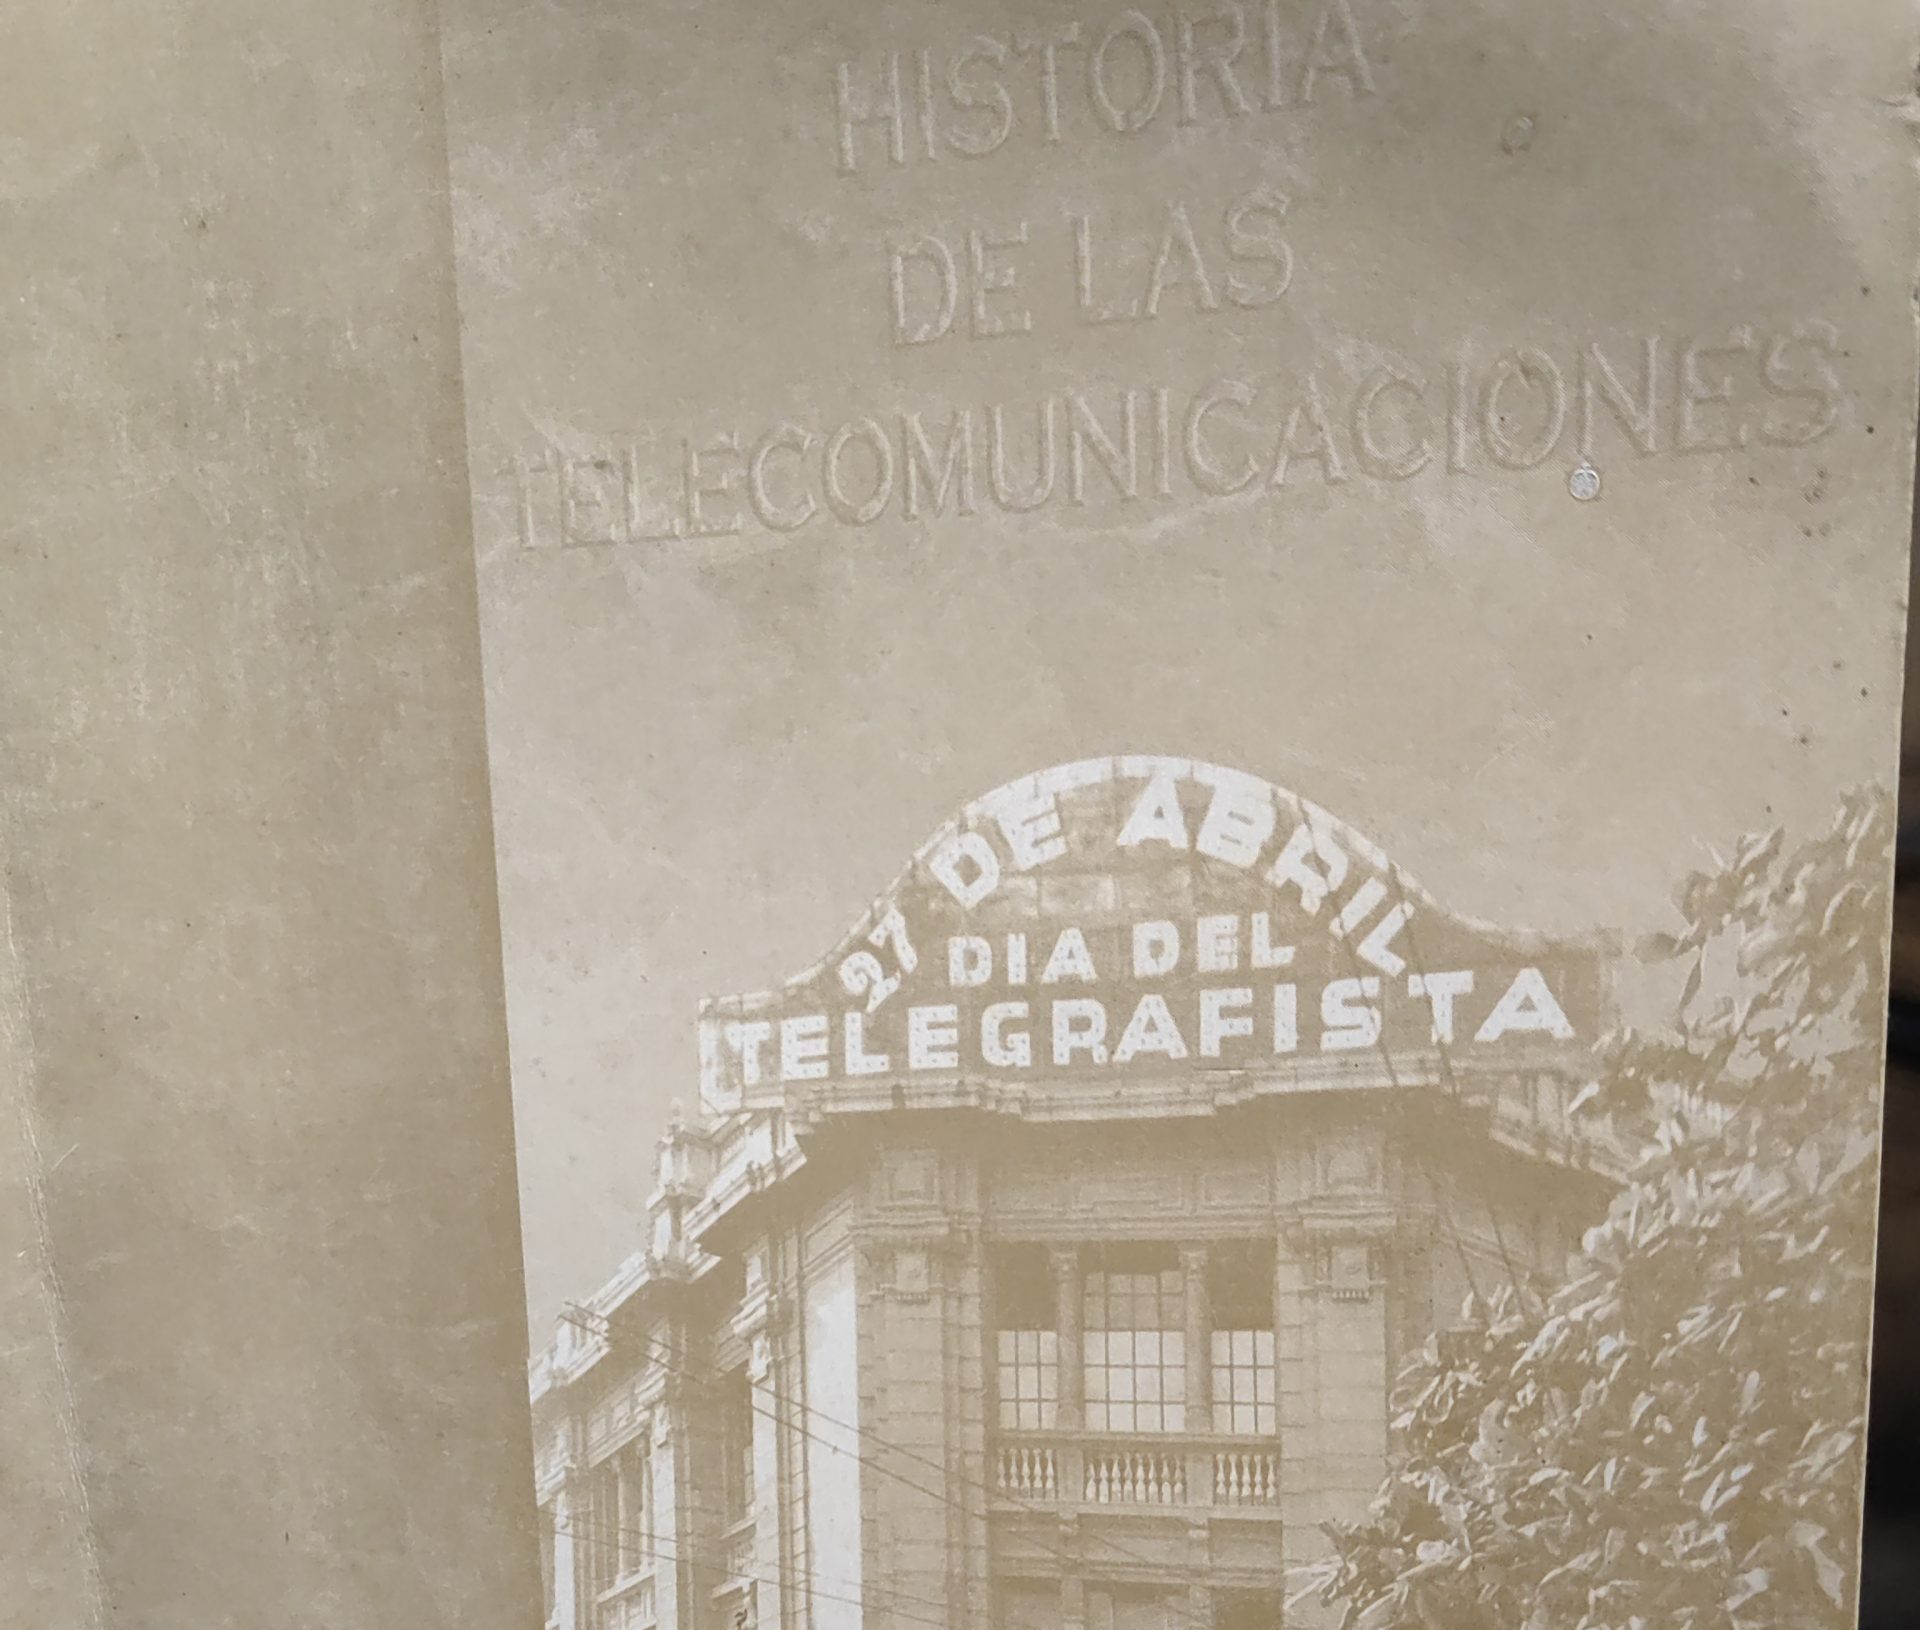 HISTORIA
DE LAS
TELECOMUNICACIONES
27 DE ABRIL
DIA DEL
TELEGRAFISTA